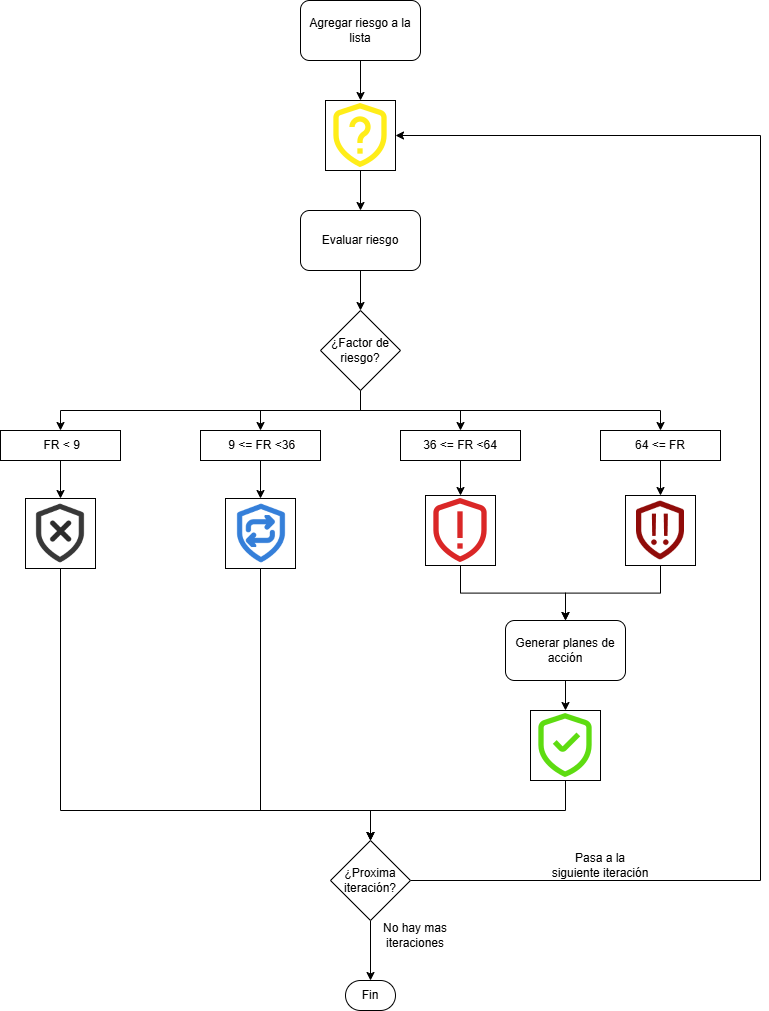 Agregar riesgo a la
lista
?
Evaluar riesgo
¿Factor de
riesgo?
FR < 9
9 <= FR <36
36 <= FR <64
64 <= FR
!
!!
Generar planes de
acción
¿Proxima
iteración?
Pasa a la
siguiente iteración
No hay mas
iteraciones
Fin